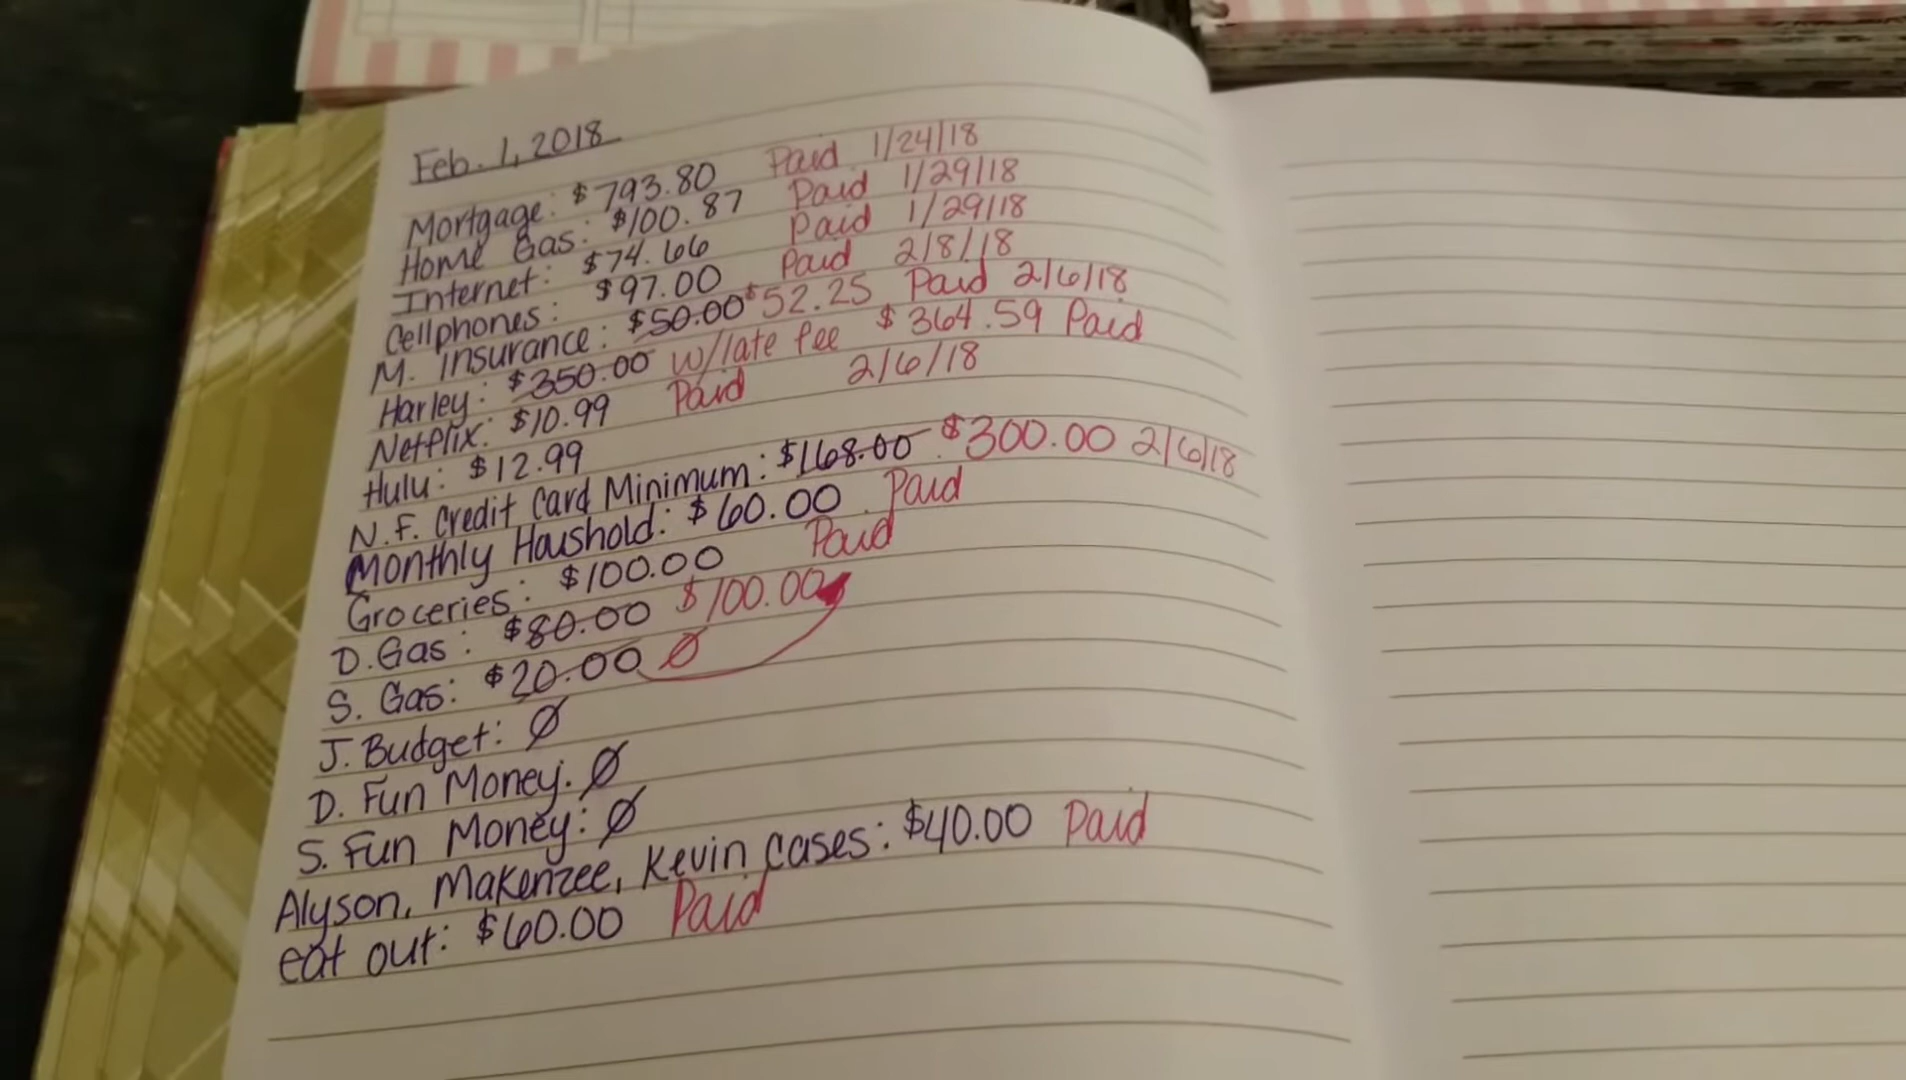 Feb. 1, 2018
Mortgage: $793.80 Paid 1/24/18
Home Gas: $100.87 Paid 1/29/18
Internet: $74.66 Paid 1/29/18
Cellphones: $97.00 Paid 2/8/18
M. Insurance: $50.00 $52.25 Paid 2/6/18
Harley: $350.00 w/late fee $364.59 Paid
Netflix: $10.99 Paid 2/6/18
Hulu: $12.99
N.F. Credit Card Minimum: $168.00 $300.00 2/6/18
Monthly Houshold: $60.00 Paid
Groceries: $100.00 Paid
D. Gas: $80.00 $100.00
S. Gas: $20.00 Ø
J. Budget: Ø
D. Fun Money: Ø
S. Fun Money: Ø
Alyson, Makenzee, Kevin cases: $40.00 Paid
eat out: $60.00 Paid